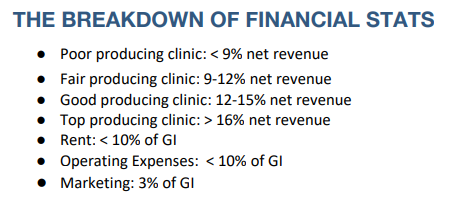 THE BREAKDOWN OF FINANCIAL STATS
● Poor producing clinic: < 9% net revenue
● Fair producing clinic: 9-12% net revenue
● Good producing clinic: 12-15% net revenue
● Top producing clinic: > 16% net revenue
● Rent: < 10% of GI
● Operating Expenses:  < 10% of GI
● Marketing: 3% of GI